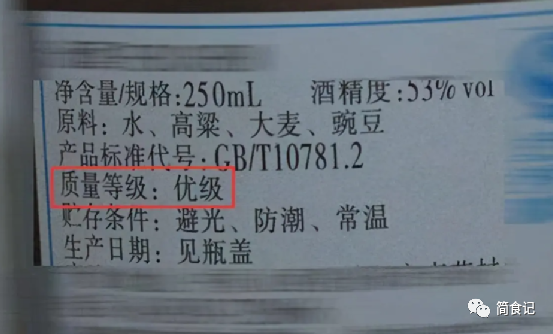 净含量/规格:250mL 酒精度:53% vol
原料: 水、高粱、大麦、豌豆
产品标准代号:GB/T10781.2
质量等级: 优级
贮存条件: 避光、防潮、常温
生产日期: 见瓶盖
简食记